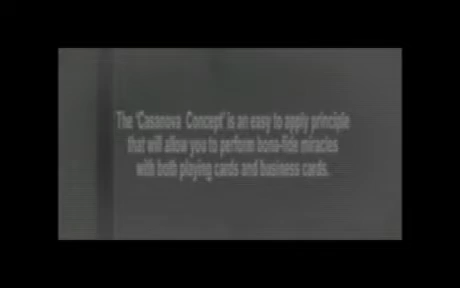 The 'Casanova Concept' is an easy to apply principle
that will allow you to perform bona-fide miracles
with both playing cards and business cards.